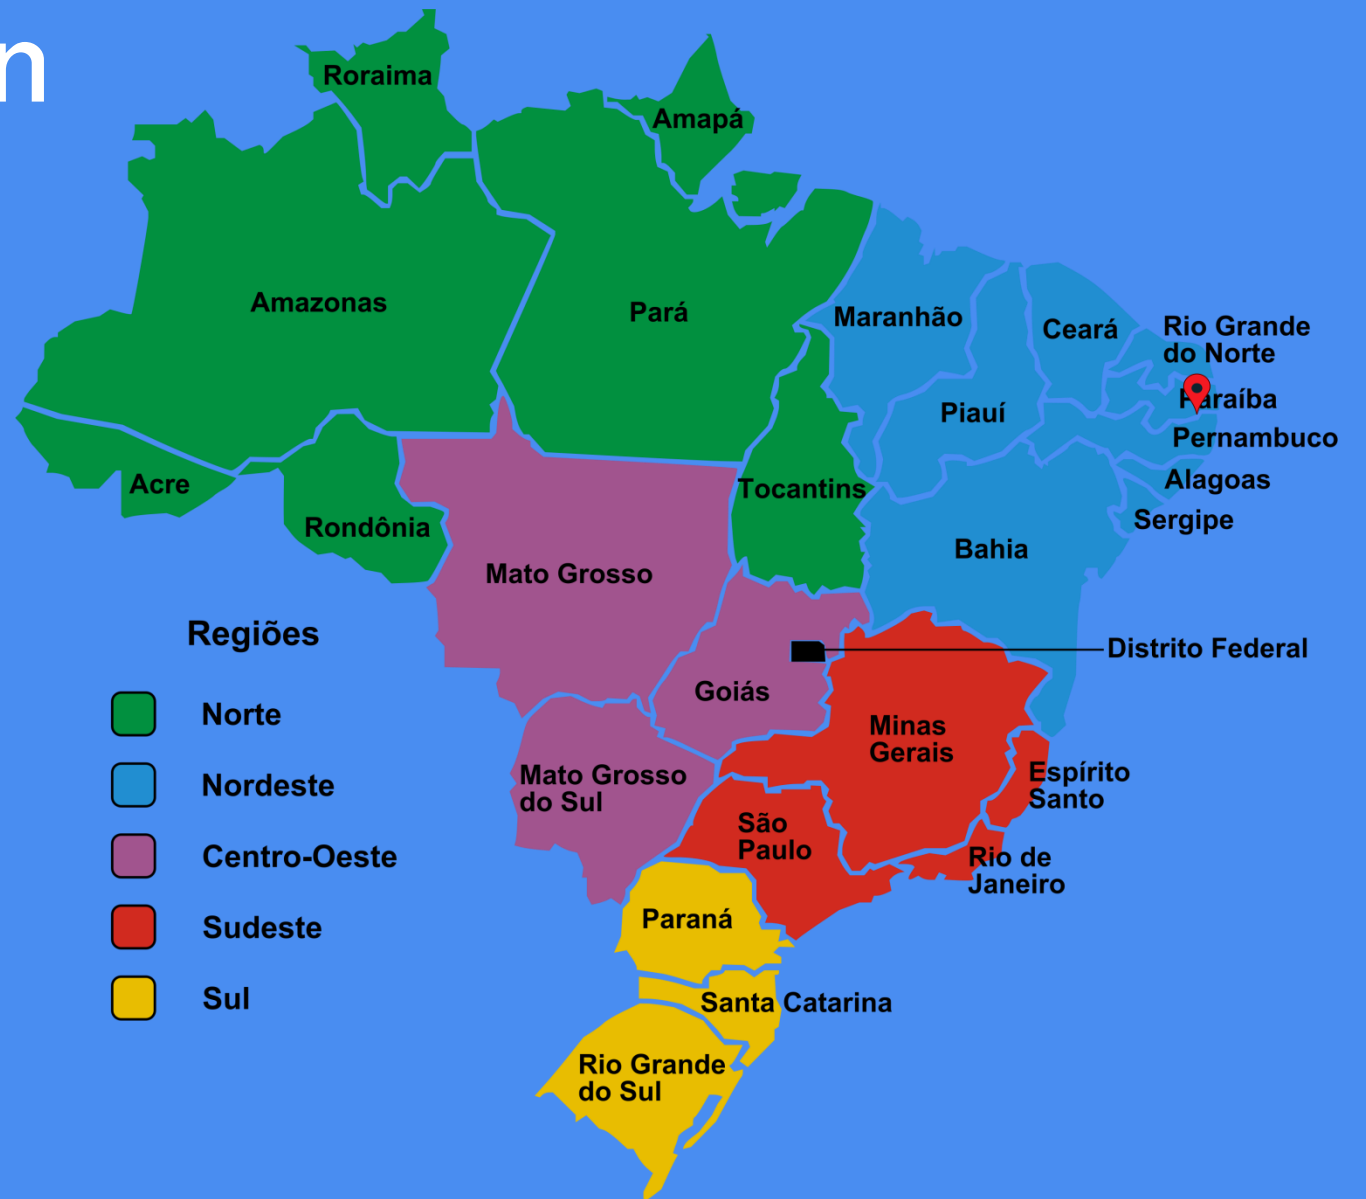 n
Roraima
Amapá
Amazonas
Pará
Maranhão
Ceará
Rio Grande
do Norte
Paraíba
Piauí
Pernambuco
Acre
Tocantins
Alagoas
Rondônia
Sergipe
Bahia
Mato Grosso
Distrito Federal
Goiás
Minas
Gerais
Mato Grosso
do Sul
Espírito
Santo
São
Paulo
Rio de
Janeiro
Paraná
Santa Catarina
Rio Grande
do Sul
Regiões
Norte
Nordeste
Centro-Oeste
Sudeste
Sul